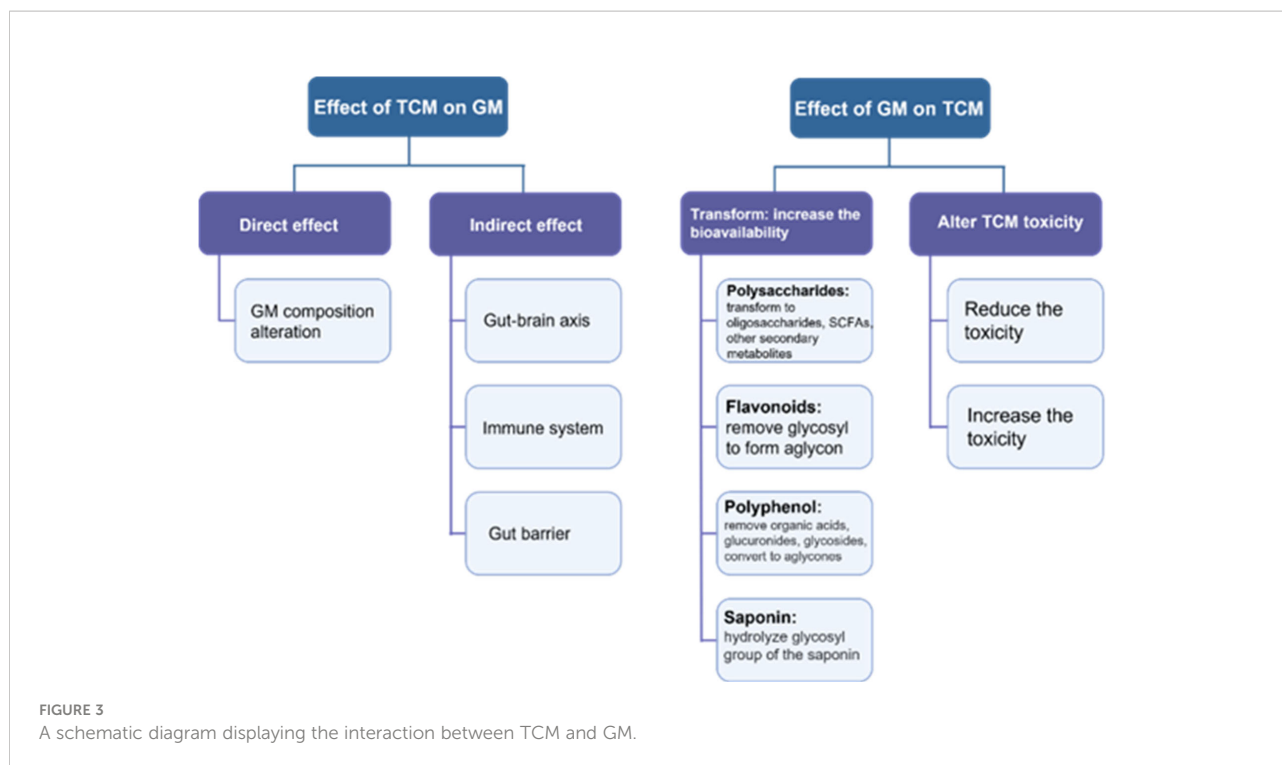 Effect of TCM on GM
Direct effect
GM composition
alteration
Indirect effect
Gut-brain axis
Immune system
Gut barrier
Effect of GM on TCM
Transform: increase the
bioavailability
Polysaccharides:
transform to
oligosaccharides, SCFAs,
other secondary
metabolites
Flavonoids:
remove glycosyl
to form aglycon
Polyphenol:
remove organic acids,
glucuronides, glycosides,
convert to aglycones
Saponin:
hydrolyze glycosyl
group of the saponin
Alter TCM toxicity
Reduce the
toxicity
Increase the
toxicity
FIGURE 3
A schematic diagram displaying the interaction between TCM and GM.